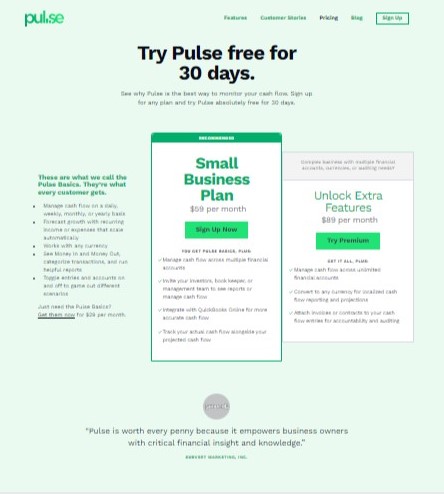 pulse
Features Customer Stories Pricing Blog Sign Up
Try Pulse free for
30 days.
See why Pulse is the best way to monitor your cash flow. Sign up
for any plan and try Pulse absolutely free for 30 days.
These are what we call the
Pulse Basics. They're what
every customer gets.
Manage cash flow on a daily,
weekly, monthly, or yearly basis
Forecast growth with recurring
income or expenses that scale
automatically
Works with any currency
See Money In and Money Out,
categorize transactions, and run
helpful reports
Toggle entries and accounts on
and off to game out different
scenarios
Just need the Pulse Basics?
Get them now for $29 per month.
Small
Business
Plan
$59 per month
Sign Up Now
YOU GET PULSE BASICS, PLUS:
✓ Manage cash flow across multiple financial
accounts
✓ Invite your investors, book keeper, or
management team to see reports or
manage cash flow
✓ Integrate with QuickBooks Online for more
accurate cash flow
✓ Track your actual cash flow alongside your
projected cash flow
Complex business with multiple financial
accounts, currencies, or auditing needs?
Unlock Extra
Features
$89 per month
Try Premium
GET IT ALL, PLUS:
✓ Manage cash flow across unlimited
financial accounts
✓ Convert to any currency for localized cash
flow reporting and projections
✓ Attach invoices or contracts to your cash
flow entries for accountability and auditing
"Pulse is worth every penny because it empowers business owners
with critical financial insight and knowledge."
MARKETING, INC.